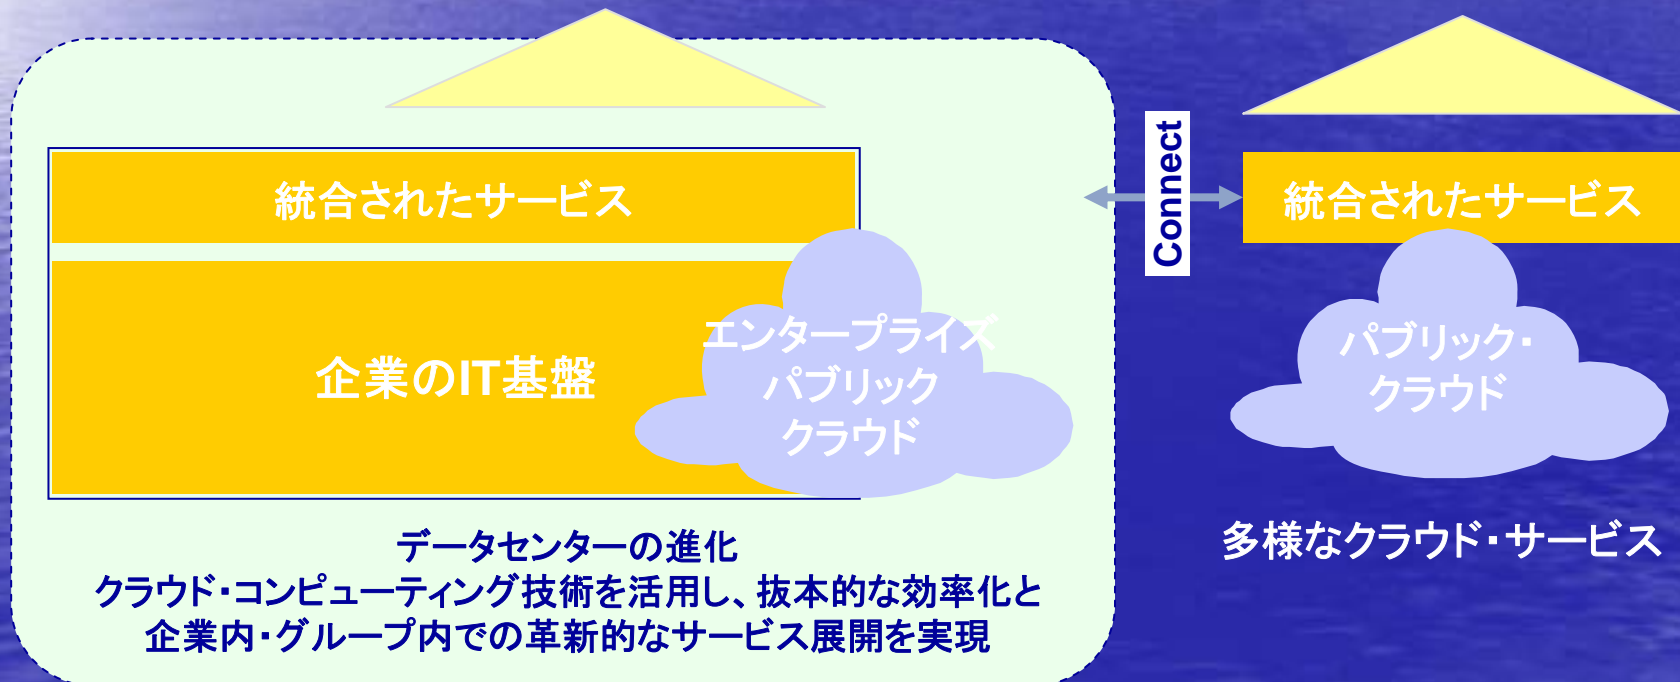 統合されたサービス
企業のIT基盤
エンタープライズ
パブリック
クラウド
データセンターの進化
クラウド・コンピューティング技術を活用し、抜本的な効率化と
企業内・グループ内での革新的なサービス展開を実現
Connect
統合されたサービス
パブリック・
クラウド
多様なクラウド・サービス